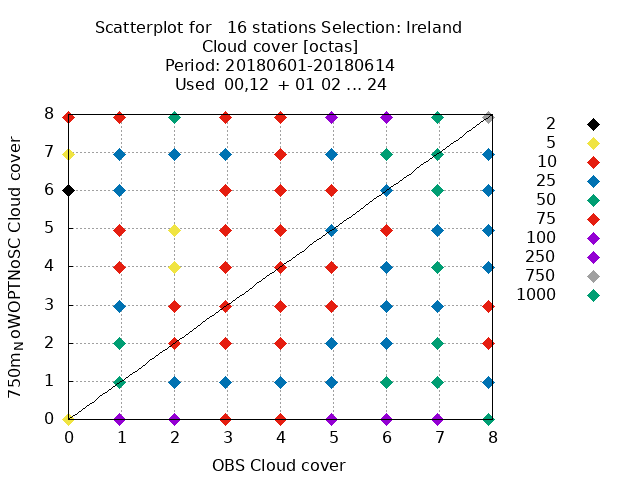 Scatterplot for   16 stations Selection: Ireland
Cloud cover [octas]
Period: 20180601-20180614
Used  00,12  + 01 02 ... 24
750m_NoWOPTNoSC Cloud cover
8
7
6
5
4
3
2
1
0
0 1 2 3 4 5 6 7 8
OBS Cloud cover
2
5
10
25
50
75
100
250
750
1000